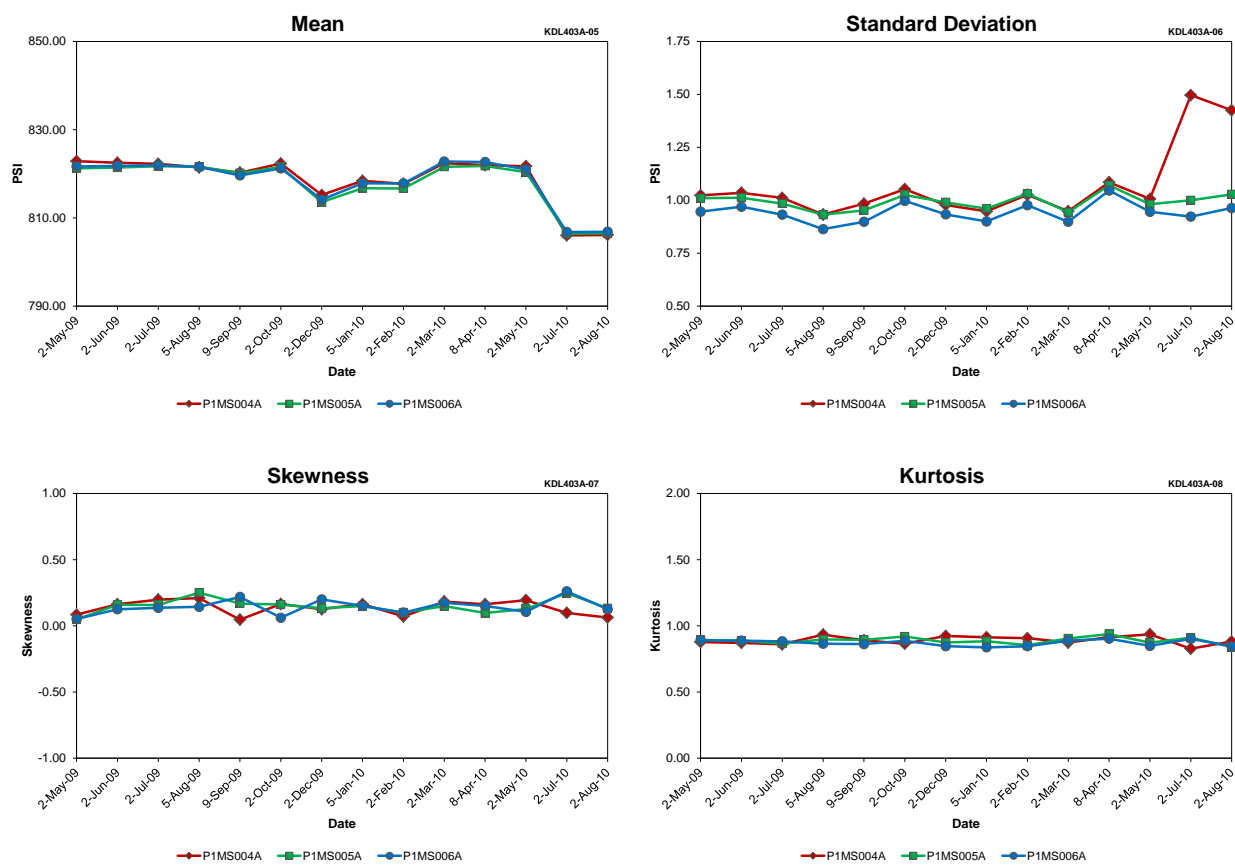 Mean
KDL403A-05
850.00
830.00
810.00
790.00
PSI
2-May-09
2-Jun-09
2-Jul-09
5-Aug-09
9-Sep-09
2-Oct-09
2-Dec-09
5-Jan-10
2-Feb-10
2-Mar-10
8-Apr-10
2-May-10
2-Jul-10
2-Aug-10
Date
P1MS004A P1MS005A P1MS006A
Standard Deviation
KDL403A-06
1.75
1.50
1.25
1.00
0.75
0.50
PSI
2-May-09
2-Jun-09
2-Jul-09
5-Aug-09
9-Sep-09
2-Oct-09
2-Dec-09
5-Jan-10
2-Feb-10
2-Mar-10
8-Apr-10
2-May-10
2-Jul-10
2-Aug-10
Date
P1MS004A P1MS005A P1MS006A
Skewness
KDL403A-07
1.00
0.50
0.00
-0.50
-1.00
Skewness
2-May-09
2-Jun-09
2-Jul-09
5-Aug-09
9-Sep-09
2-Oct-09
2-Dec-09
5-Jan-10
2-Feb-10
2-Mar-10
8-Apr-10
2-May-10
2-Jul-10
2-Aug-10
Date
P1MS004A P1MS005A P1MS006A
Kurtosis
KDL403A-08
2.00
1.50
1.00
0.50
0.00
Kurtosis
2-May-09
2-Jun-09
2-Jul-09
5-Aug-09
9-Sep-09
2-Oct-09
2-Dec-09
5-Jan-10
2-Feb-10
2-Mar-10
8-Apr-10
2-May-10
2-Jul-10
2-Aug-10
Date
P1MS004A P1MS005A P1MS006A